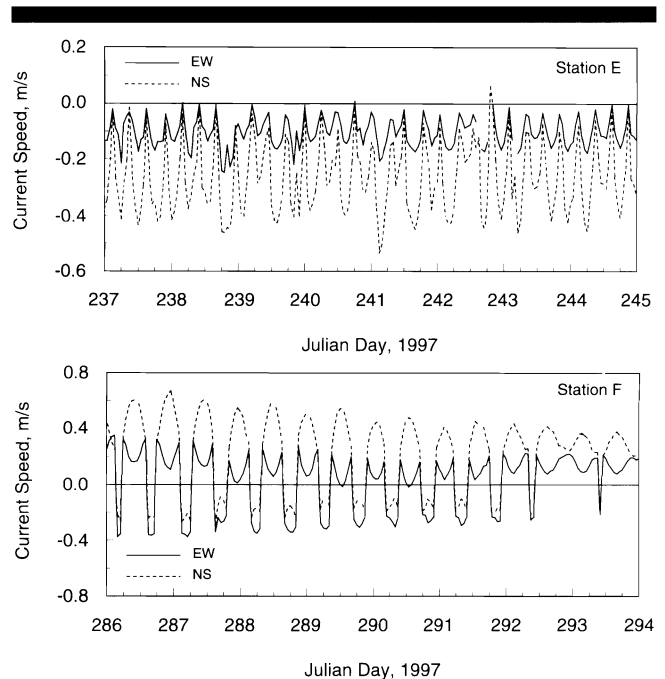 0.2
0.0
-0.2
-0.4
-0.6
Current Speed, m/s
EW
NS
Station E
237 238 239 240 241 242 243 244 245
Julian Day, 1997
0.8
0.4
0.0
-0.4
-0.8
Current Speed, m/s
Station F
EW
NS
286 287 288 289 290 291 292 293 294
Julian Day, 1997